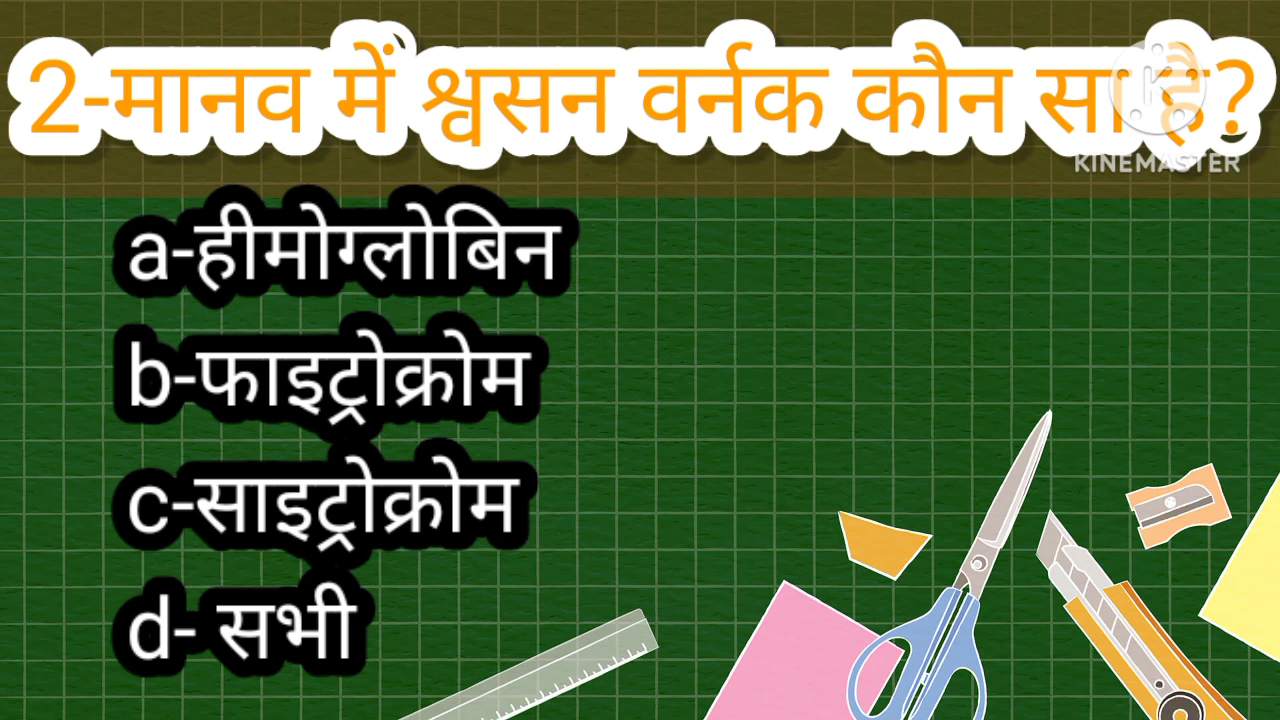 2-मानव में श्वसन वर्नक कौन सा है?
KINEMASTER
a-हीमोग्लोबिन
b-फाइट्रोक्रोम
c-साइट्रोक्रोम
d- सभी